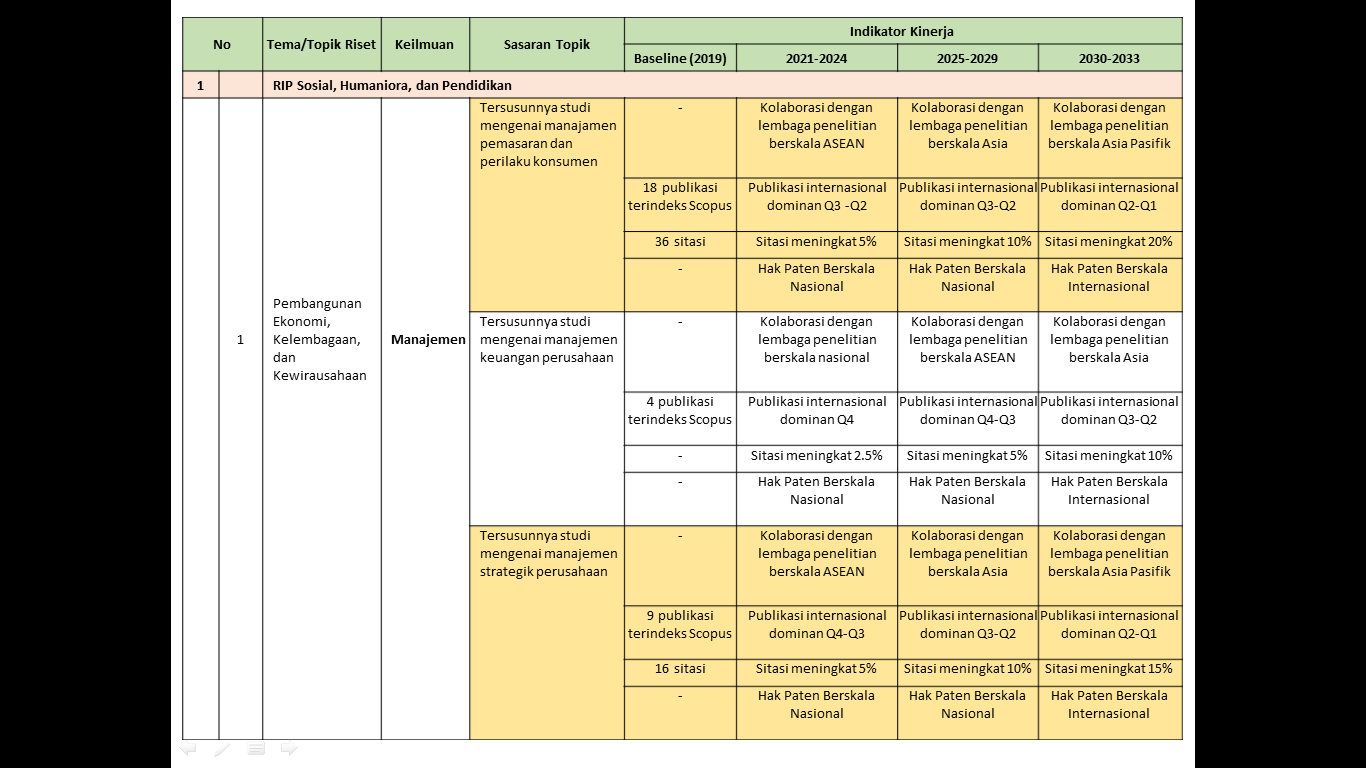 No
Tema/Topik Riset
Keilmuan
Sasaran Topik
Indikator Kinerja
Baseline (2019)
2021-2024
2025-2029
2030-2033
1
RIP Sosial, Humaniora, dan Pendidikan
1
Pembangunan
Ekonomi,
Kelembagaan,
dan
Kewirausahaan
Manajemen
Tersusunnya studi
mengenai manajamen
pemasaran dan
perilaku konsumen
-
Kolaborasi dengan
lembaga penelitian
berskala ASEAN
Kolaborasi dengan
lembaga penelitian
berskala Asia
Kolaborasi dengan
lembaga penelitian
berskala Asia Pasifik
18 publikasi
terindeks Scopus
Publikasi internasional
dominan Q3 -Q2
Publikasi internasional
dominan Q3-Q2
Publikasi internasional
dominan Q2-Q1
36 sitasi
Sitasi meningkat 5%
Sitasi meningkat 10%
Sitasi meningkat 20%
-
Hak Paten Berskala
Nasional
Hak Paten Berskala
Nasional
Hak Paten Berskala
Internasional
Tersusunnya studi
mengenai manajemen
keuangan perusahaan
-
Kolaborasi dengan
lembaga penelitian
berskala nasional
Kolaborasi dengan
lembaga penelitian
berskala ASEAN
Kolaborasi dengan
lembaga penelitian
berskala Asia
4 publikasi
terindeks Scopus
Publikasi internasional
dominan Q4
Publikasi internasional
dominan Q4-Q3
Publikasi internasional
dominan Q3-Q2
-
Sitasi meningkat 2.5%
Sitasi meningkat 5%
Sitasi meningkat 10%
-
Hak Paten Berskala
Nasional
Hak Paten Berskala
Nasional
Hak Paten Berskala
Internasional
Tersusunnya studi
mengenai manajemen
strategik perusahaan
-
Kolaborasi dengan
lembaga penelitian
berskala ASEAN
Kolaborasi dengan
lembaga penelitian
berskala Asia
Kolaborasi dengan
lembaga penelitian
berskala Asia Pasifik
9 publikasi
terindeks Scopus
Publikasi internasional
dominan Q4-Q3
Publikasi internasional
dominan Q3-Q2
Publikasi internasional
dominan Q2-Q1
16 sitasi
Sitasi meningkat 5%
Sitasi meningkat 10%
Sitasi meningkat 15%
-
Hak Paten Berskala
Nasional
Hak Paten Berskala
Nasional
Hak Paten Berskala
Internasional